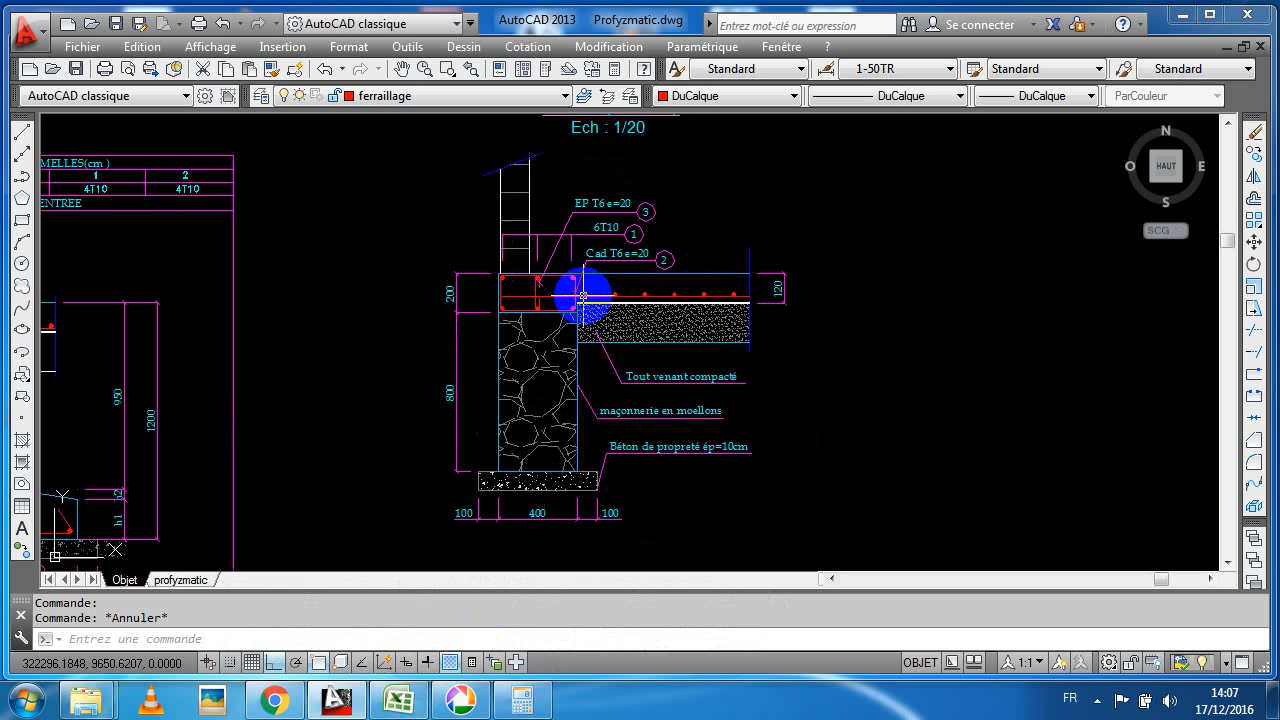 AutoCAD classique
AutoCAD 2013 Profyzmatic.dwg
Entrez mot-clé ou expression
Se connecter
Fichier Edition Affichage Insertion Format Outils Dessin Cotation Modification Paramétrique Fenêtre ?
Standard 1-50TR Standard Standard
AutoCAD classique ferraillage DuCalque DuCalque DuCalque ParCouleur
Ech : 1/20
MELLES(cm )
1 2
4T10 4T10
ENTREE
N
O HAUT E
S
SCG
EP T6 e=20 3
6T10 1
Cad T6 e=20 2
200
120
800
950
1200
h2
h1
Tout venant compacté
maçonnerie en moellons
Béton de propreté ép=10cm
100 400 100
Y
X
Objet profyzmatic
Commande:
Commande: *Annuler*
Entrez une commande
322296.1848, 9650.6207, 0.0000
OBJET
1:1
FR
14:07
17/12/2016